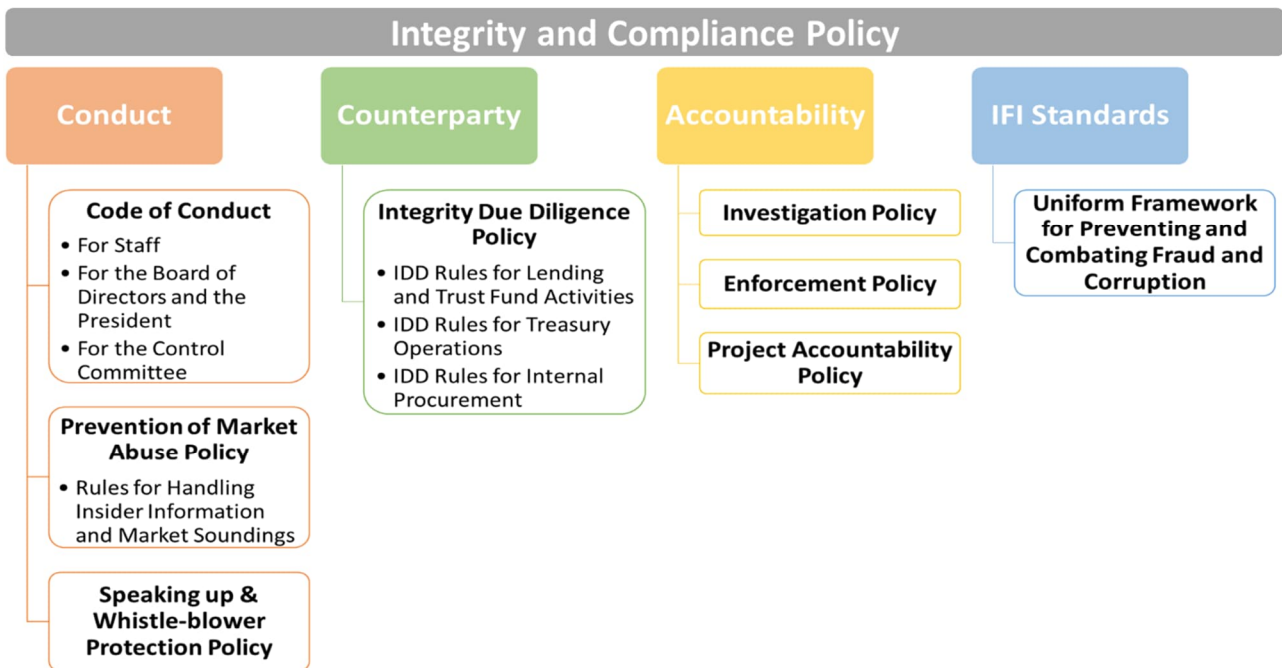 Integrity and Compliance Policy
Conduct
Code of Conduct
• For Staff
• For the Board of
Directors and the
President
• For the Control
Committee
Prevention of Market
Abuse Policy
• Rules for Handling
Insider Information
and Market Soundings
Speaking up &
Whistle-blower
Protection Policy
Counterparty
Integrity Due Diligence
Policy
• IDD Rules for Lending
and Trust Fund Activities
• IDD Rules for Treasury
Operations
• IDD Rules for Internal
Procurement
Accountability
Investigation Policy
Enforcement Policy
Project Accountability
Policy
IFI Standards
Uniform Framework
for Preventing and
Combating Fraud and
Corruption